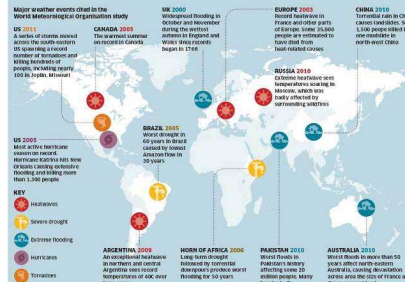 Major weather events cited in the
World Meteorological Organisation study
US 2011
A series of storms moved
across the south-eastern
US spawning a record
number of tornadoes and
killing hundreds of
people, including nearly
100 in Joplin, Missouri
CANADA 2005
The warmest summer
on record in Canada
UK 2000
Widespread flooding in
October and November
during the wettest
autumn in England and
Wales since records
began in 1766
EUROPE 2003
Record heatwave in
France and other parts
of Europe. Some 35,000
people are estimated to
have died from
heat-related causes
CHINA 2010
Torrential rain in Ch
causes landslides. S
1,500 people killed i
one mudslide in
north-west China
RUSSIA 2010
Extreme heatwave sees
temperatures soaring in
Moscow, which was
badly affected by
surrounding wildfires
US 2005
Most active hurricane
season on record.
Hurricane Katrina hits New
Orleans causing extensive
flooding and killing more
than 1,300 people
BRAZIL 2005
Worst drought in
60 years in Brazil
caused by lowest
Amazon flow in
30 years
KEY
Heatwaves
Severe drought
Extreme flooding
Hurricanes
Tornadoes
ARGENTINA 2009
An exceptional heatwave
in northern and central
Argentina sees record
temperatures of 40C over
HORN OF AFRICA 2006
Long-term drought
followed by torrential
downpours produce worst
flooding for 50 years
PAKISTAN 2010
Worst floods in
Pakistan's history
affecting some 20
million people. Many
AUSTRALIA 2010
Worst floods in more than 50
years affect north-eastern
Australia, causing devastation
across area the size of France a